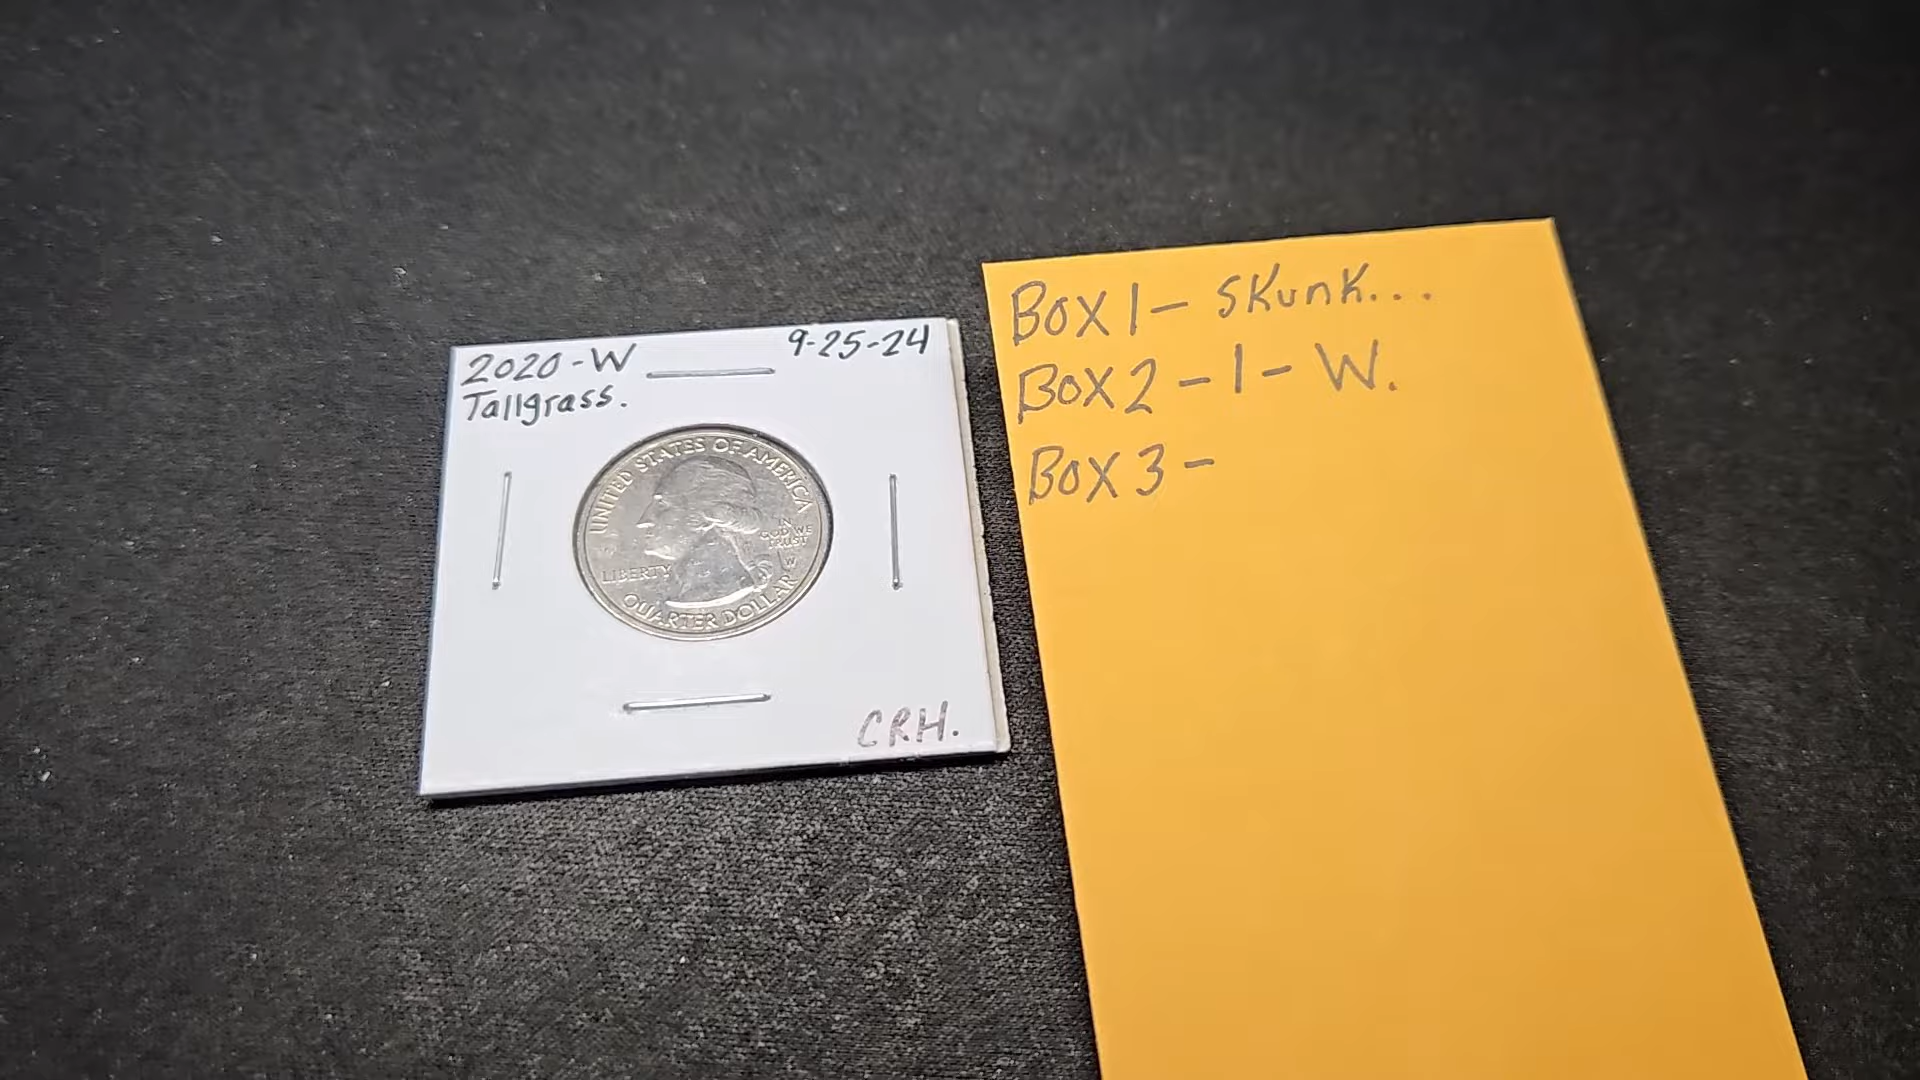 2020-W
Tallgrass.
9-25-24
UNITED STATES OF AMERICA
IN
GOD WE
TRUST
LIBERTY
W
QUARTER DOLLAR
CRH.
BOX 1 - Skunk...
BOX 2 - 1 - W.
BOX 3 -